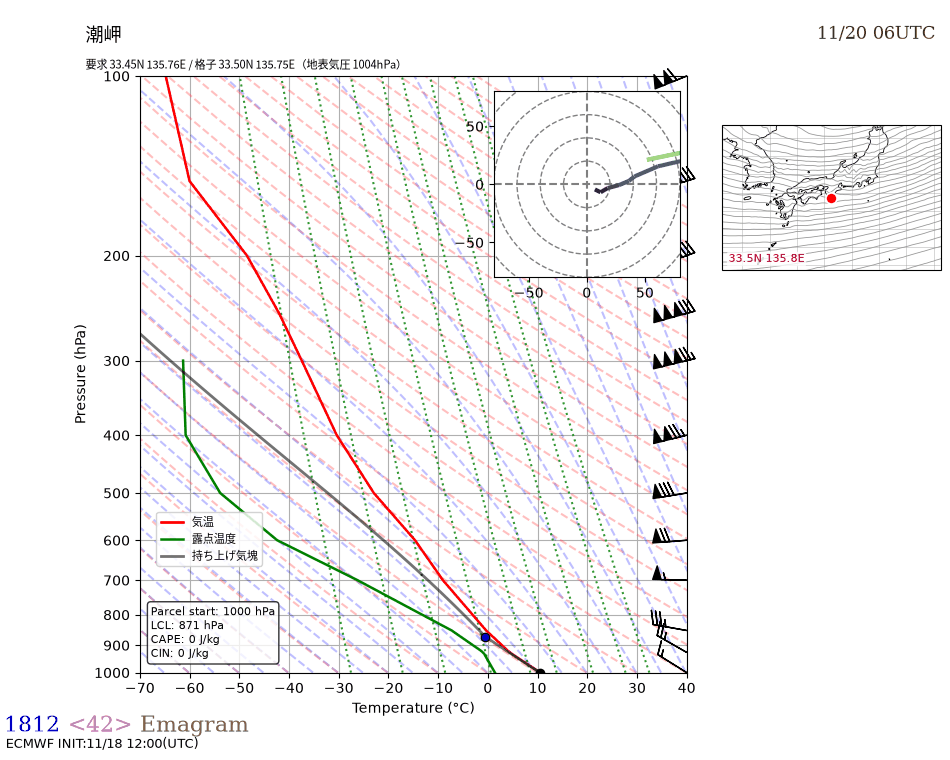 潮岬
11/20 06UTC
要求 33.45N 135.76E / 格子 33.50N 135.75E（地表気圧 1004hPa）
100
200
300
400
500
600
700
800
900
1000
Pressure (hPa)
−70 −60 −50 −40 −30 −20 −10 0 10 20 30 40
Temperature (°C)
50
0
−50
−50 0 50
33.5N 135.8E
気温
露点温度
持ち上げ気塊
Parcel start: 1000 hPa
LCL: 871 hPa
CAPE: 0 J/kg
CIN: 0 J/kg
1812 <42> Emagram
ECMWF INIT:11/18 12:00(UTC)